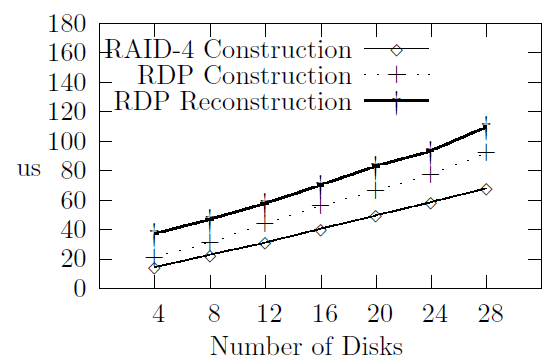 180
160
140
120
100
80
60
40
20
0
us
RAID-4 Construction
RDP Construction
RDP Reconstruction
4 8 12 16 20 24 28
Number of Disks